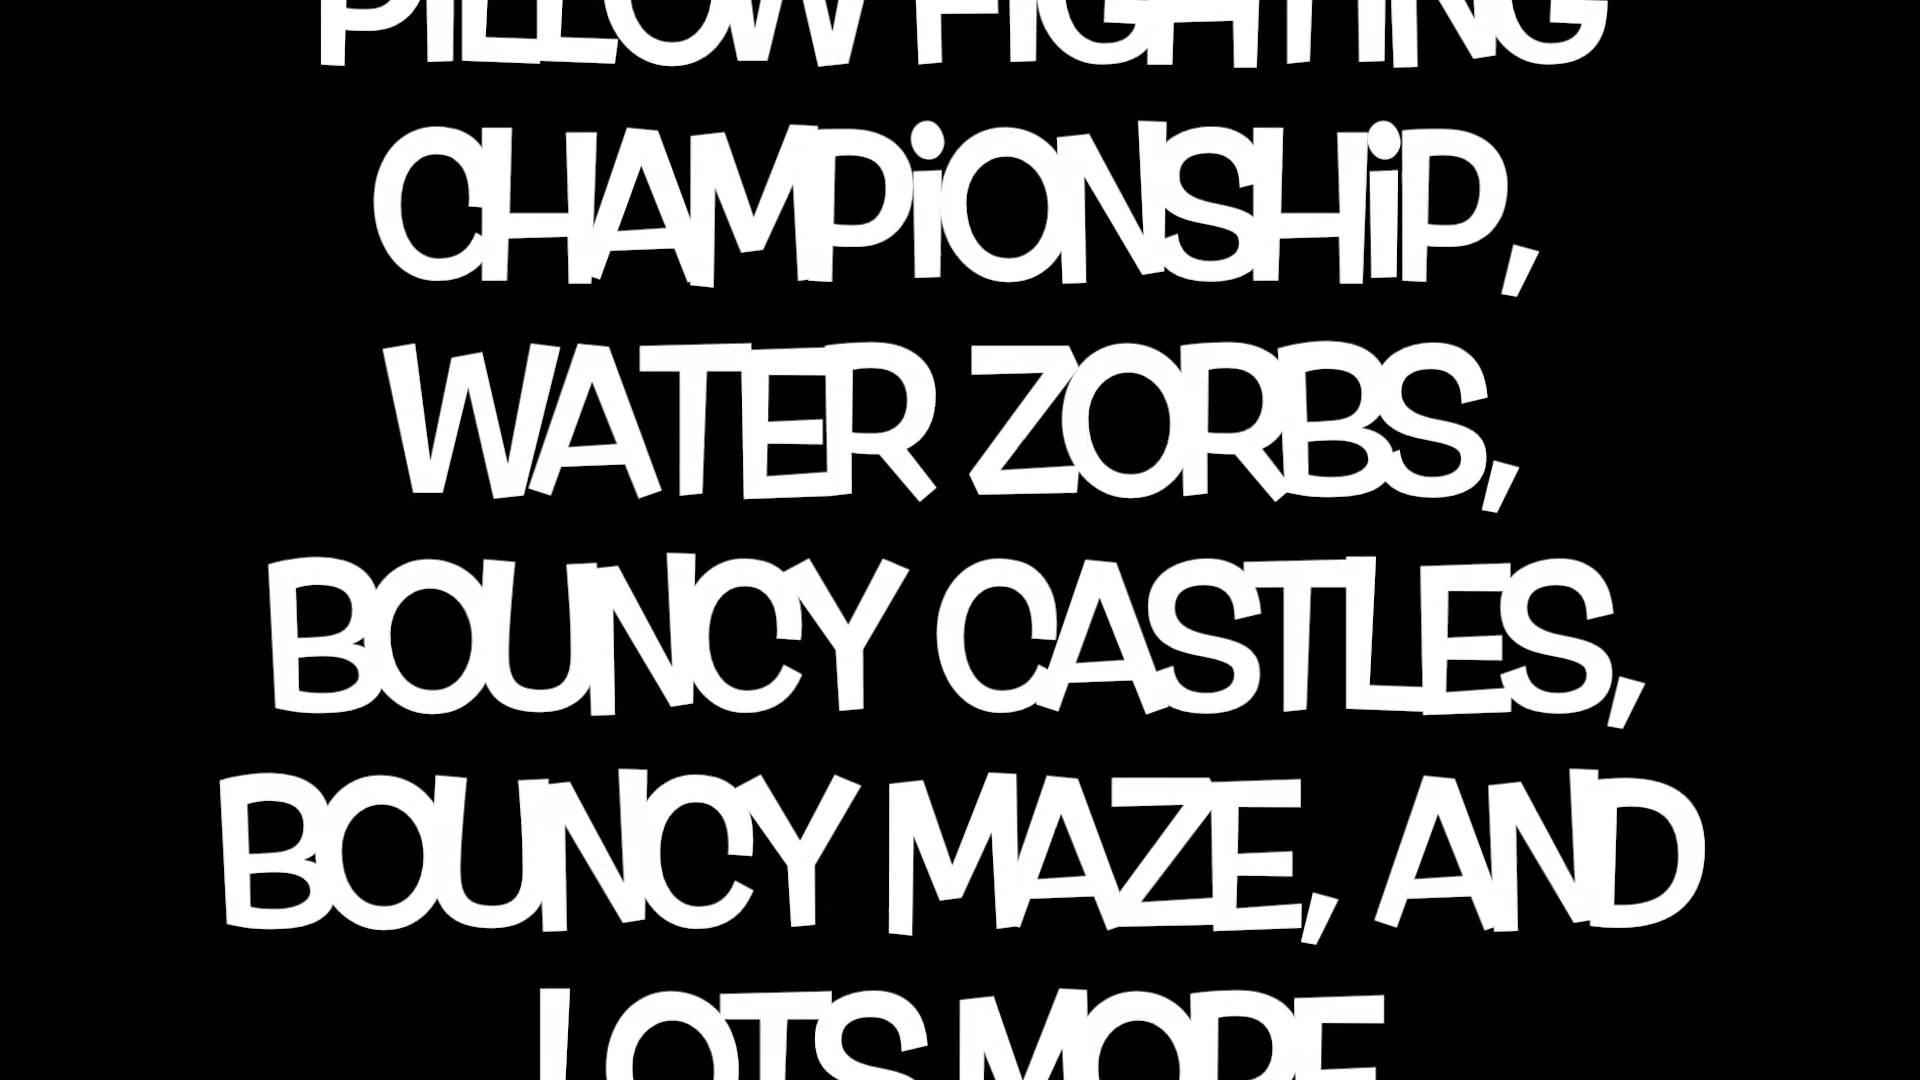 PILLOW FIGHTING
CHAMPiONSHiP,
WATER ZORBS,
BOUNCY CASTLES,
BOUNCY MAZE, AND
LOTS MORE